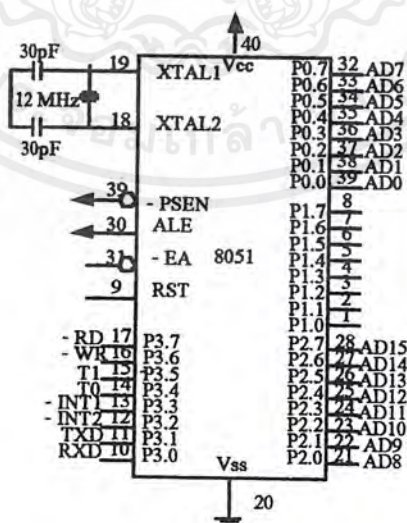 40
30pF
19 XTAL1 Vcc P0.7 32 AD7
P0.6 33 AD6
12 MHz P0.5 34 AD5
P0.4 35 AD4
18 XTAL2 P0.3 36 AD3
P0.2 37 AD2
30pF P0.1 38 AD1
P0.0 39 AD0
39 - PSEN P1.7 8
30 ALE P1.6 7
P1.5 6
31 - EA 8051 P1.4 5
P1.3 4
9 RST P1.2 3
P1.1 2
P1.0 1
- RD 17 P3.7 P2.7 28 AD15
- WR 16 P3.6 P2.6 27 AD14
T1 15 P3.5 P2.5 26 AD13
T0 14 P3.4 P2.4 25 AD12
- INT1 13 P3.3 P2.3 24 AD11
- INT2 12 P3.2 P2.2 23 AD10
TXD 11 P3.1 P2.1 22 AD9
RXD 10 P3.0 P2.0 21 AD8
Vss
20